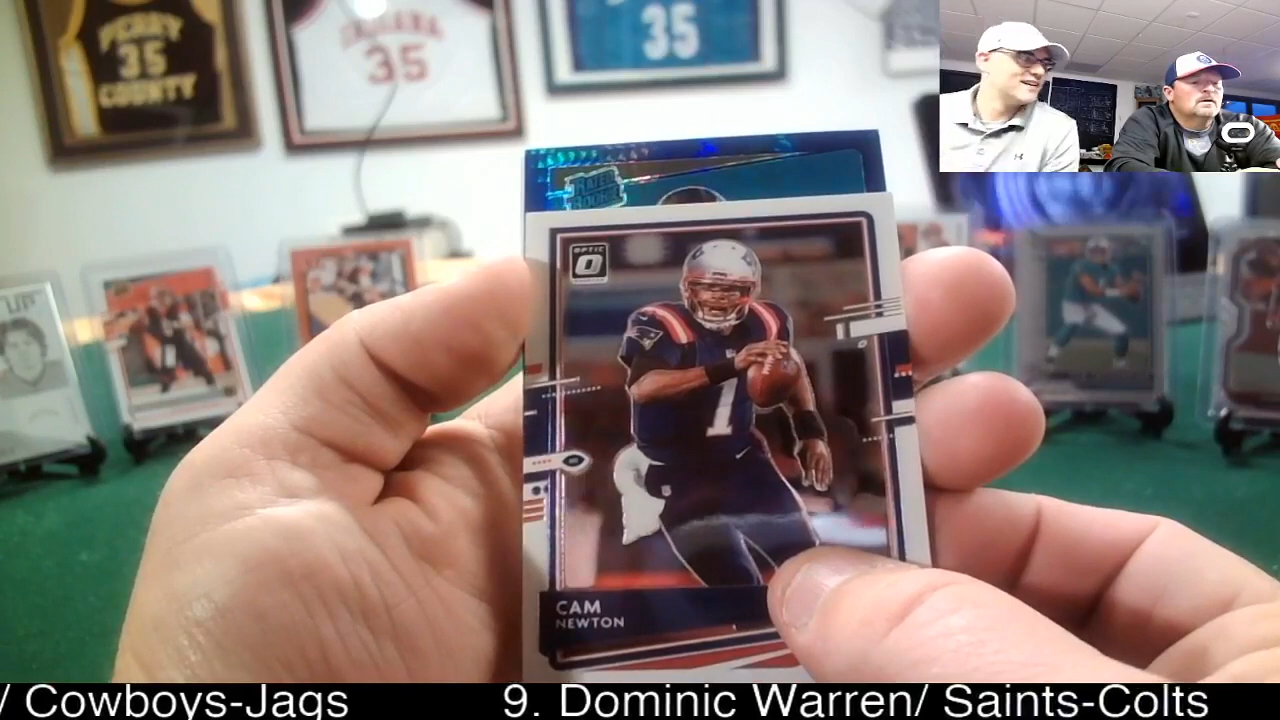 PERRY
35
COUNTY
INDIANA
35
35
RATED
ROOKIE
OPTIC
1
CAM
NEWTON
/ Cowboys-Jags
9. Dominic Warren/ Saints-Colts